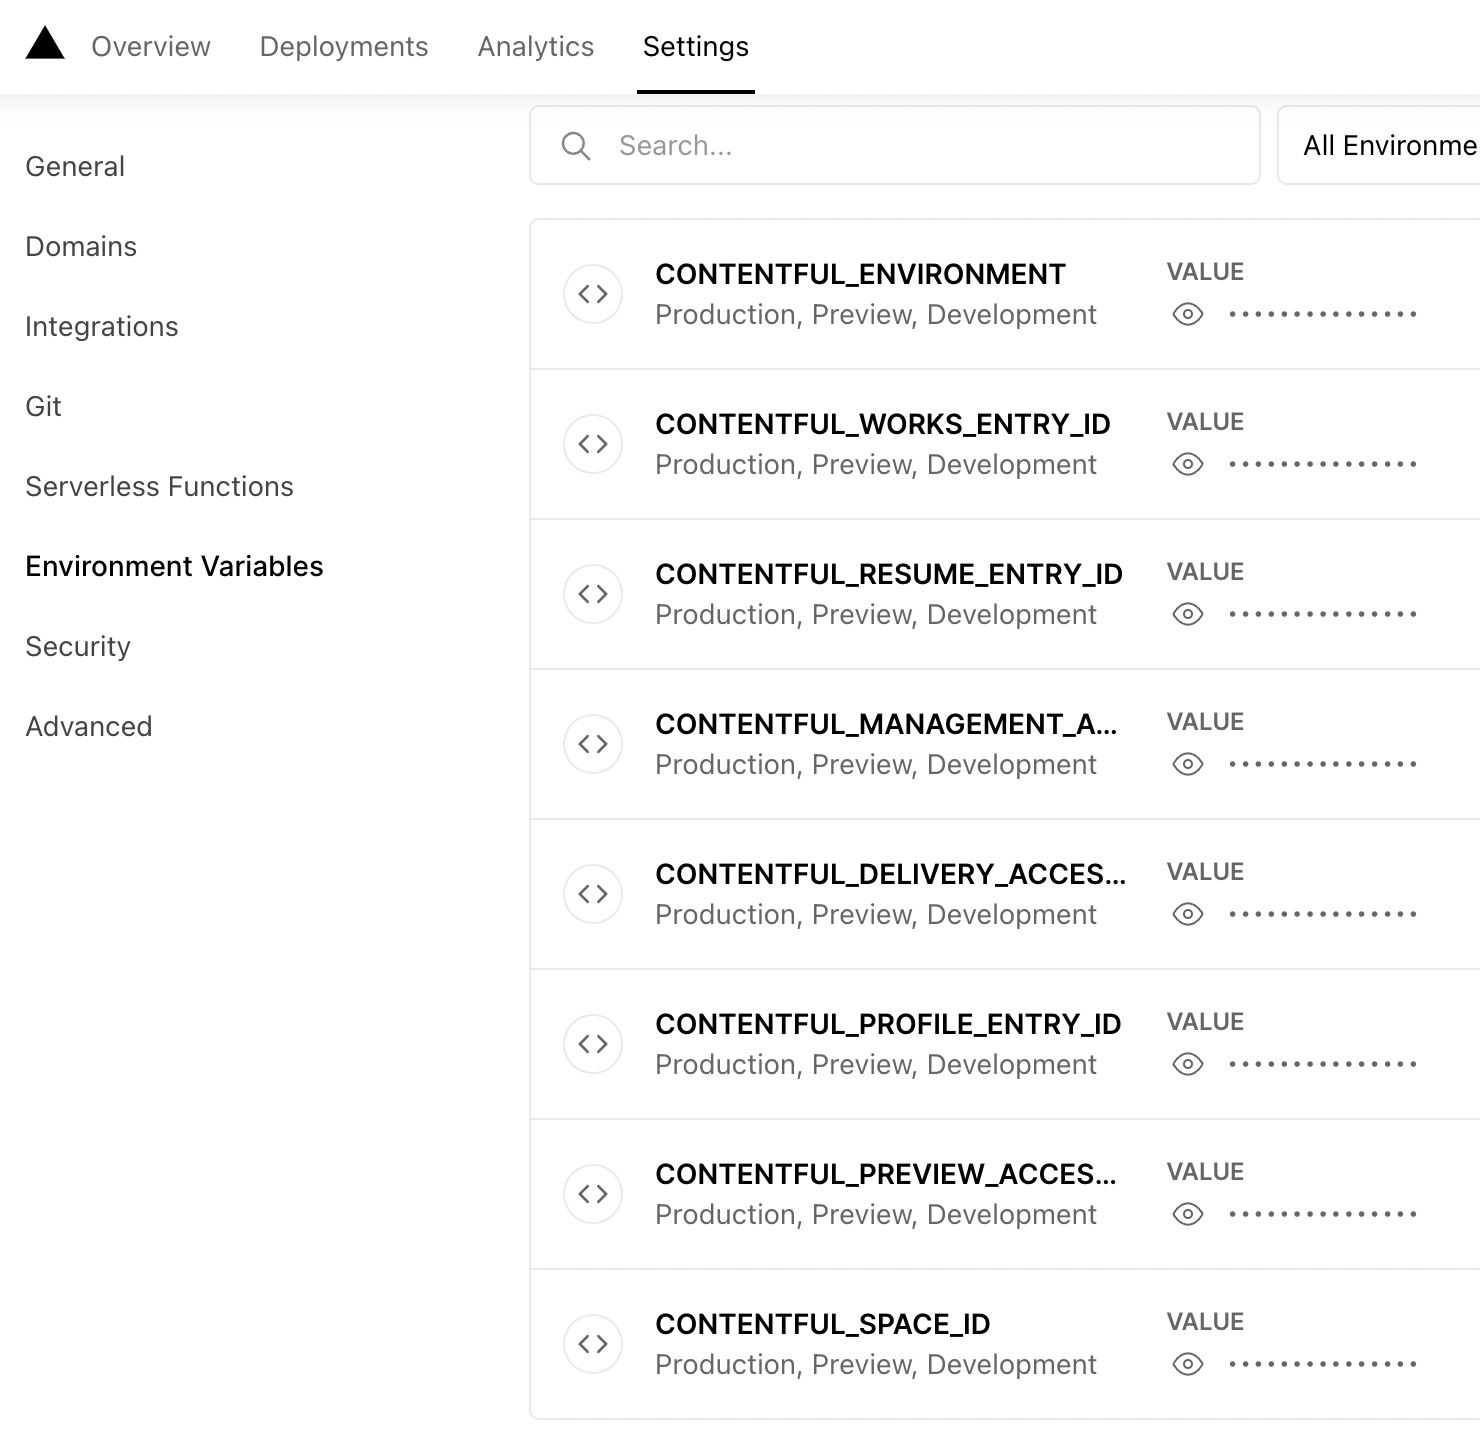 Overview Deployments Analytics Settings
Search...
All Environme
General
Domains
Integrations
Git
Serverless Functions
Environment Variables
Security
Advanced
CONTENTFUL_ENVIRONMENT
Production, Preview, Development
VALUE
•••••••••••••••
CONTENTFUL_WORKS_ENTRY_ID
Production, Preview, Development
VALUE
•••••••••••••••
CONTENTFUL_RESUME_ENTRY_ID
Production, Preview, Development
VALUE
•••••••••••••••
CONTENTFUL_MANAGEMENT_A...
Production, Preview, Development
VALUE
•••••••••••••••
CONTENTFUL_DELIVERY_ACCES...
Production, Preview, Development
VALUE
•••••••••••••••
CONTENTFUL_PROFILE_ENTRY_ID
Production, Preview, Development
VALUE
•••••••••••••••
CONTENTFUL_PREVIEW_ACCES...
Production, Preview, Development
VALUE
•••••••••••••••
CONTENTFUL_SPACE_ID
Production, Preview, Development
VALUE
•••••••••••••••